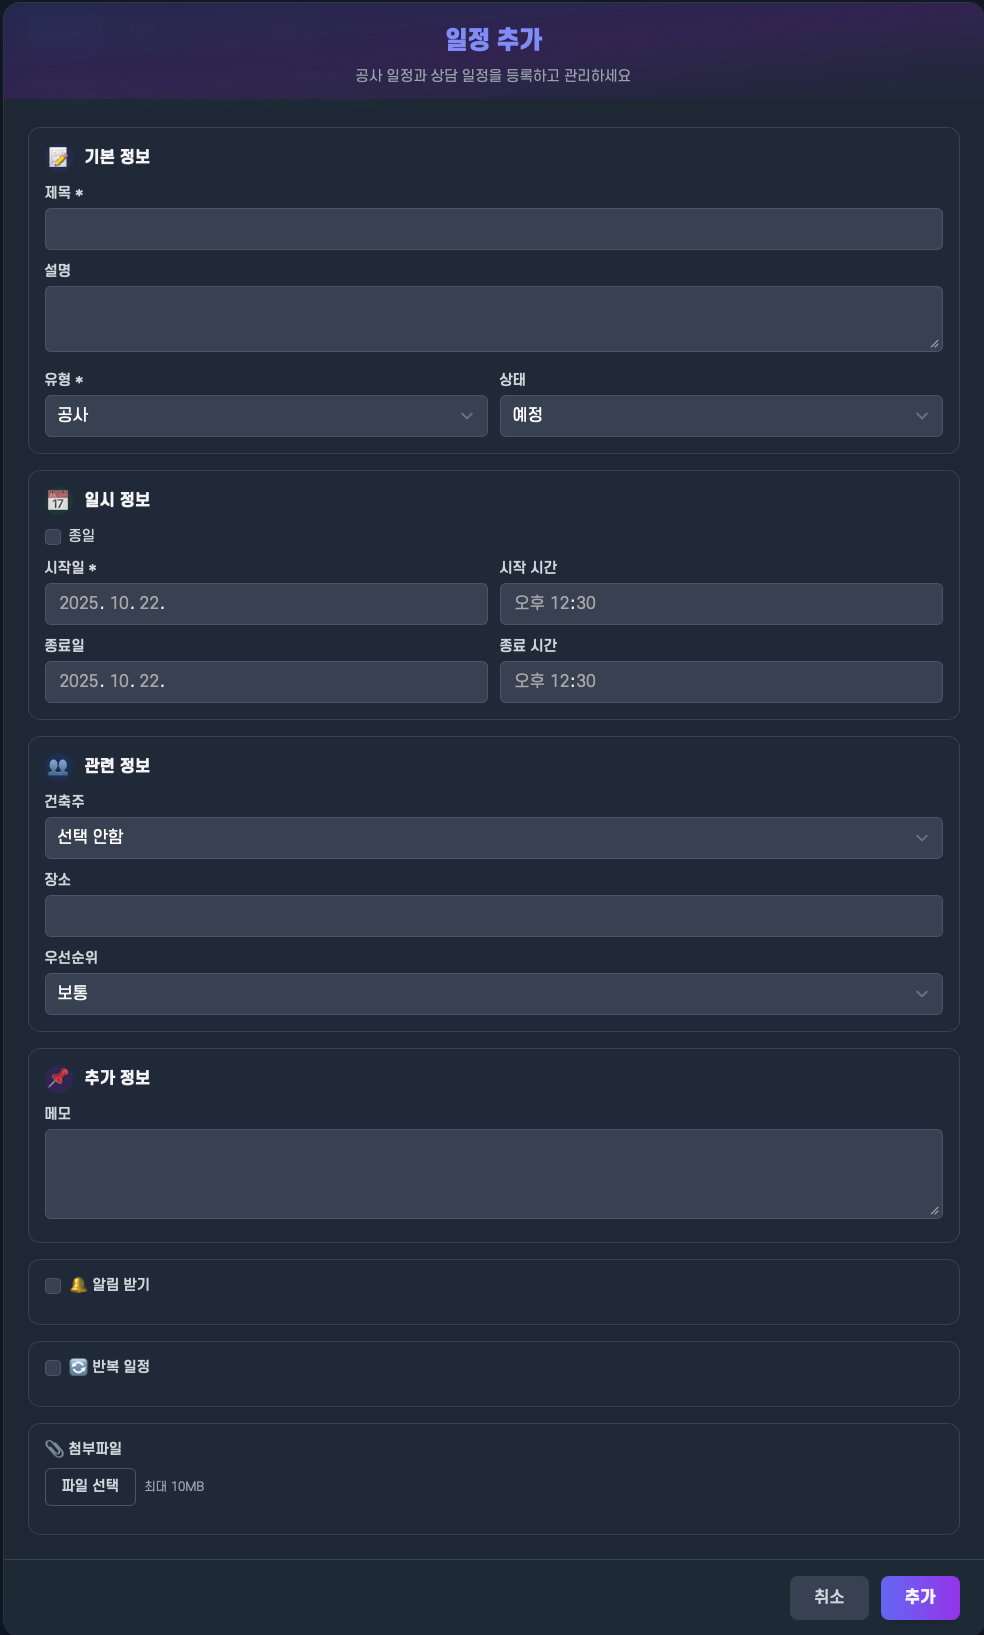 일정 추가
공사 일정과 상담 일정을 등록하고 관리하세요
📝 기본 정보
제목 *
설명
유형 * 상태
공사 예정
📅 일시 정보
종일
시작일 * 시작 시간
2025. 10. 22. 오후 12:30
종료일 종료 시간
2025. 10. 22. 오후 12:30
👥 관련 정보
건축주
선택 안함
장소
우선순위
보통
📌 추가 정보
메모
🔔 알림 받기
🔄 반복 일정
📎 첨부파일
파일 선택 최대 10MB
취소 추가